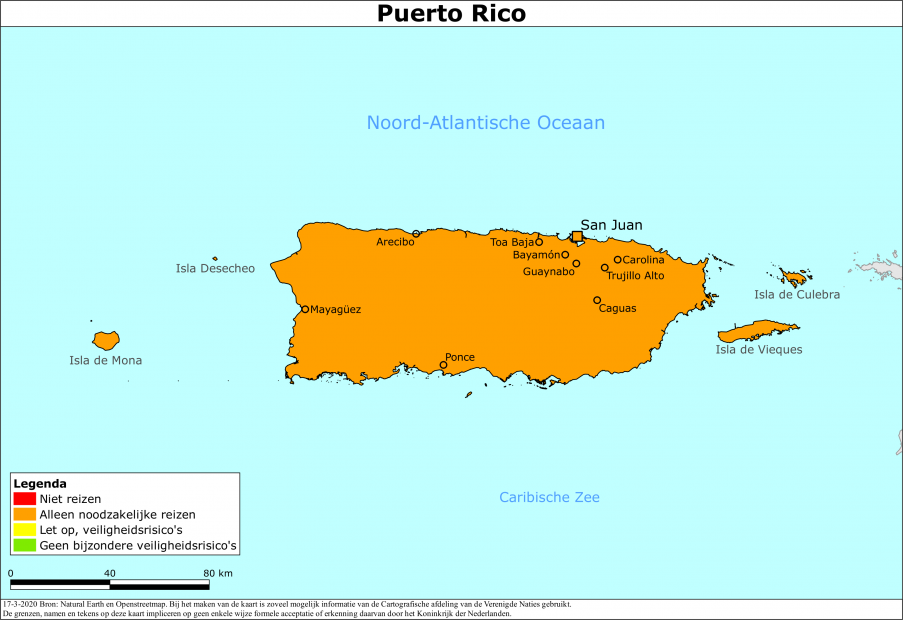 Puerto Rico
Noord-Atlantische Oceaan
San Juan
Arecibo
Toa Baja
Bayamón
Carolina
Guaynabo
Trujillo Alto
Isla Desecheo
Isla de Culebra
Mayagüez
Caguas
Isla de Mona
Ponce
Isla de Vieques
Caribische Zee
Legenda
Niet reizen
Alleen noodzakelijke reizen
Let op, veiligheidsrisico's
Geen bijzondere veiligheidsrisico's
0 40 80 km
17-3-2020 Bron: Natural Earth en Openstreetmap. Bij het maken van de kaart is zoveel mogelijk informatie van de Cartografische afdeling van de Verenigde Naties gebruikt.
De grenzen, namen en tekens op deze kaart impliceren op geen enkele wijze formele acceptatie of erkenning daarvan door het Koninkrijk der Nederlanden.